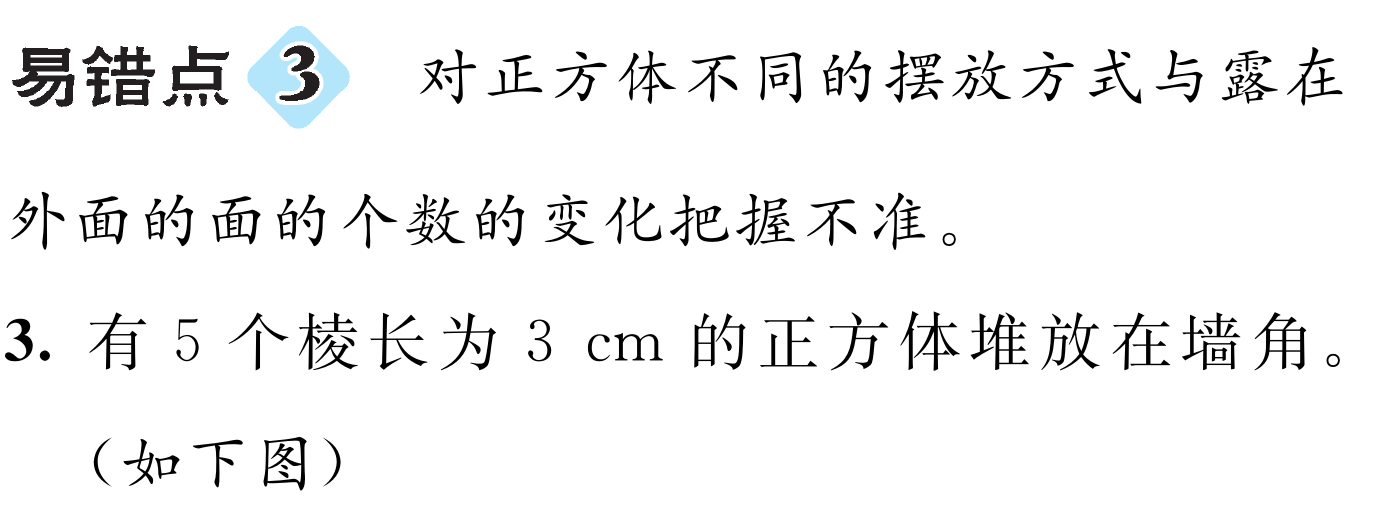 易错点 3 对正方体不同的摆放方式与露在
外面的面的个数的变化把握不准。
3. 有 5 个棱长为 3 cm 的正方体堆放在墙角。
（如下图）